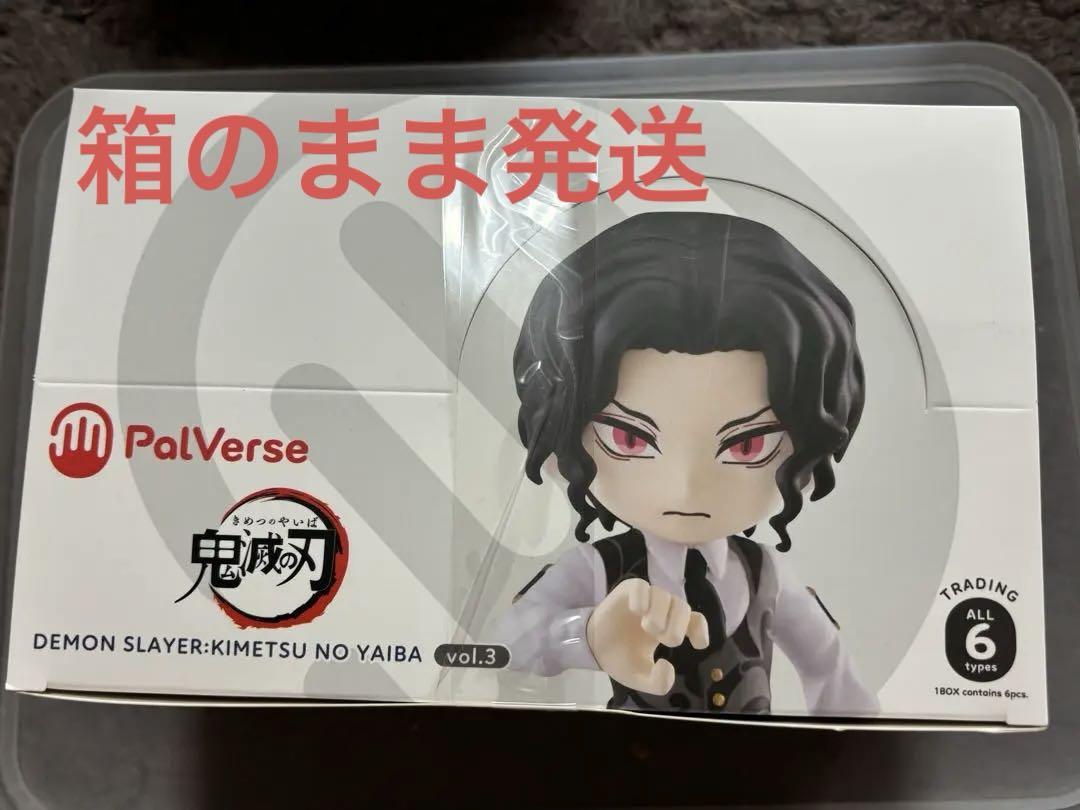 箱のまま発送
PalVerse
きめつのやいば
鬼滅の刃
DEMON SLAYER:KIMETSU NO YAIBA vol.3
TRADING
ALL
6
types
1BOX contains 6pcs.